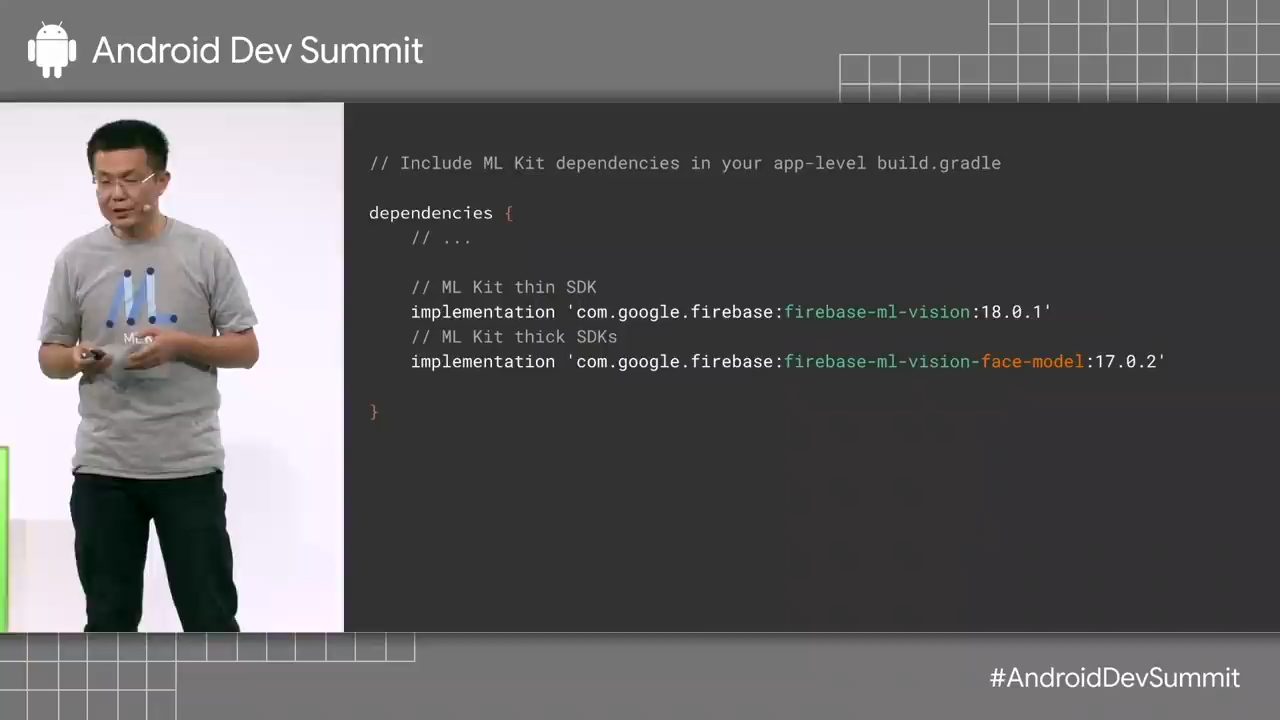 Android Dev Summit
// Include ML Kit dependencies in your app-level build.gradle
dependencies {
// ...
// ML Kit thin SDK
implementation 'com.google.firebase:firebase-ml-vision:18.0.1'
// ML Kit thick SDKs
implementation 'com.google.firebase:firebase-ml-vision-face-model:17.0.2'
}
ML
#AndroidDevSummit